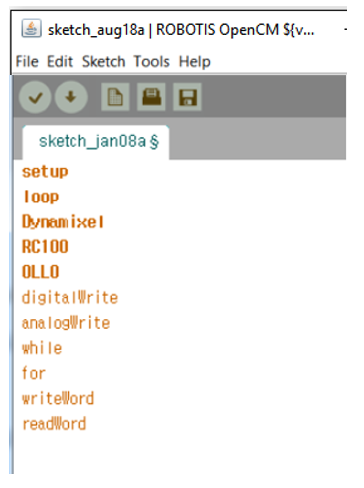 sketch_aug18a | ROBOTIS OpenCM ${v...
File Edit Sketch Tools Help
sketch_jan08a §
setup
loop
Dynamixel
RC100
OLLO
digitalWrite
analogWrite
while
for
writeWord
readWord